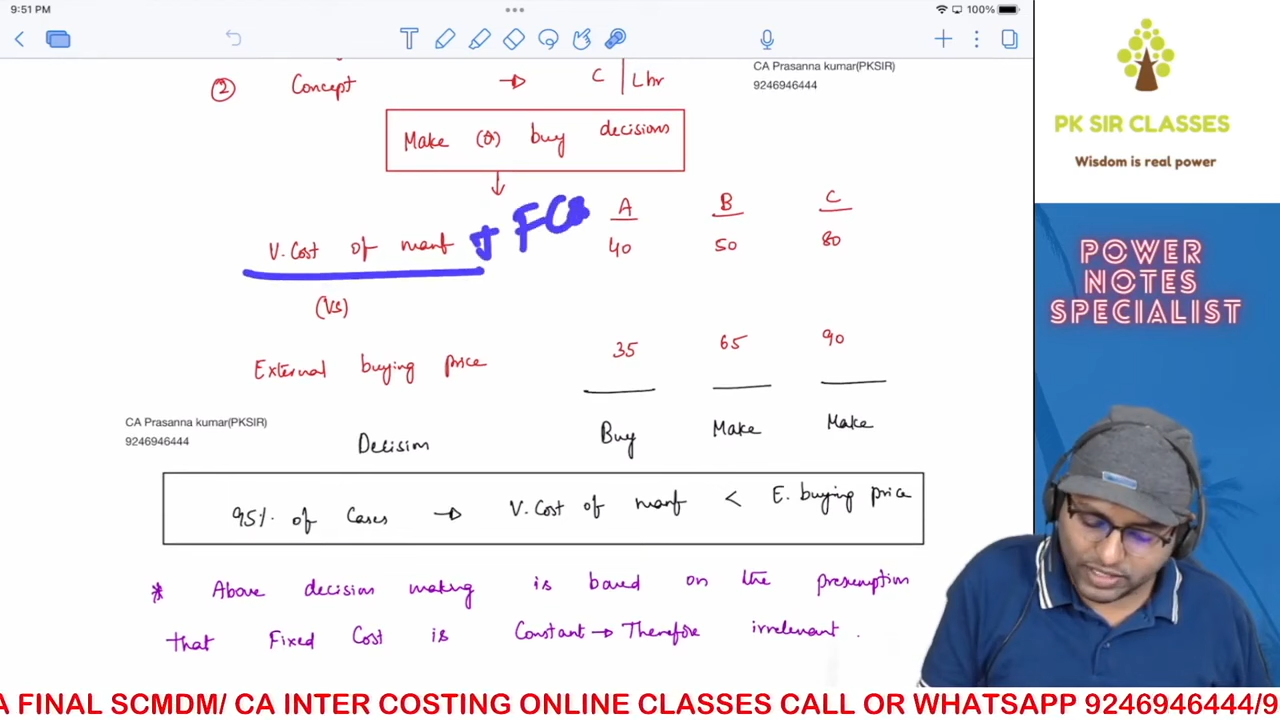 9:51 PM
100%
CA Prasanna kumar(PKSIR)
9246946444
② Concept → C | Lhr
Make (or) buy decisions
A B C
V. Cost of manf + FC 40 50 80
(Vs)
External buying price 35 65 90
CA Prasanna kumar(PKSIR)
9246946444
Decision Buy Make Make
95% of Cases → V. Cost of manf < E. buying price
* Above decision making is based on the presumption
that Fixed Cost is Constant → Therefore irrelevant.
PK SIR CLASSES
Wisdom is real power
POWER
NOTES
SPECIALIST
A FINAL SCMDM/ CA INTER COSTING ONLINE CLASSES CALL OR WHATSAPP 9246946444/9